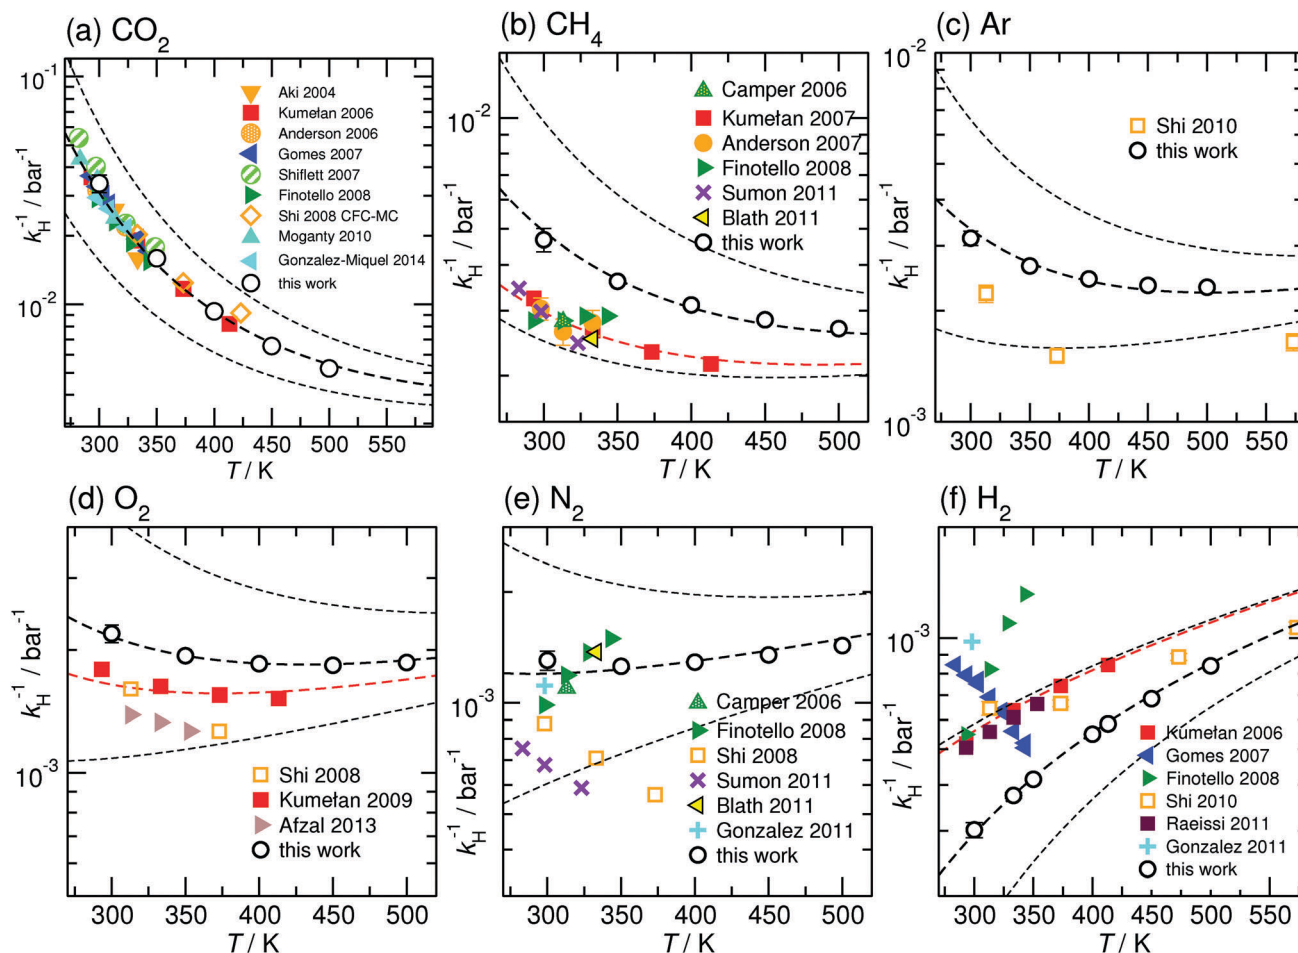 (a) CO2
10-1
10-2
kH-1 / bar-1
Aki 2004
Kumełan 2006
Anderson 2006
Gomes 2007
Shiflett 2007
Finotello 2008
Shi 2008 CFC-MC
Moganty 2010
Gonzalez-Miquel 2014
this work
300 350 400 450 500 550
T / K
(b) CH4
10-2
kH-1 / bar-1
Camper 2006
Kumełan 2007
Anderson 2007
Finotello 2008
Sumon 2011
Blath 2011
this work
300 350 400 450 500
T / K
(c) Ar
10-2
10-3
kH-1 / bar-1
Shi 2010
this work
300 350 400 450 500 550
T / K
(d) O2
10-3
kH-1 / bar-1
Shi 2008
Kumełan 2009
Afzal 2013
this work
300 350 400 450 500
T / K
(e) N2
10-3
kH-1 / bar-1
Camper 2006
Finotello 2008
Shi 2008
Sumon 2011
Blath 2011
Gonzalez 2011
this work
300 350 400 450 500
T / K
(f) H2
10-3
kH-1 / bar-1
Kumełan 2006
Gomes 2007
Finotello 2008
Shi 2010
Raeissi 2011
Gonzalez 2011
this work
300 350 400 450 500 550
T / K